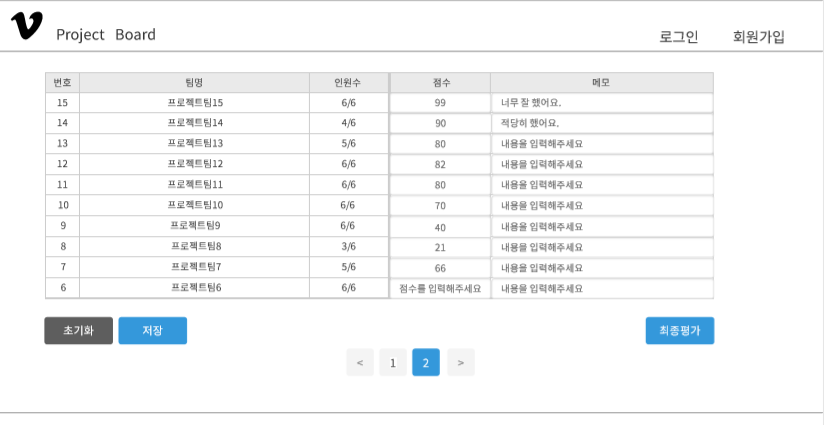 Project Board
로그인 회원가입
번호 팀명 인원수 점수 메모
15 프로젝트팀15 6/6 99 너무 잘 했어요.
14 프로젝트팀14 4/6 90 적당히 했어요.
13 프로젝트팀13 5/6 80 내용을 입력해주세요
12 프로젝트팀12 6/6 82 내용을 입력해주세요
11 프로젝트팀11 6/6 80 내용을 입력해주세요
10 프로젝트팀10 6/6 70 내용을 입력해주세요
9 프로젝트팀9 6/6 40 내용을 입력해주세요
8 프로젝트팀8 3/6 21 내용을 입력해주세요
7 프로젝트팀7 5/6 66 내용을 입력해주세요
6 프로젝트팀6 6/6 점수를 입력해주세요 내용을 입력해주세요
초기화 저장 최종평가
< 1 2 >